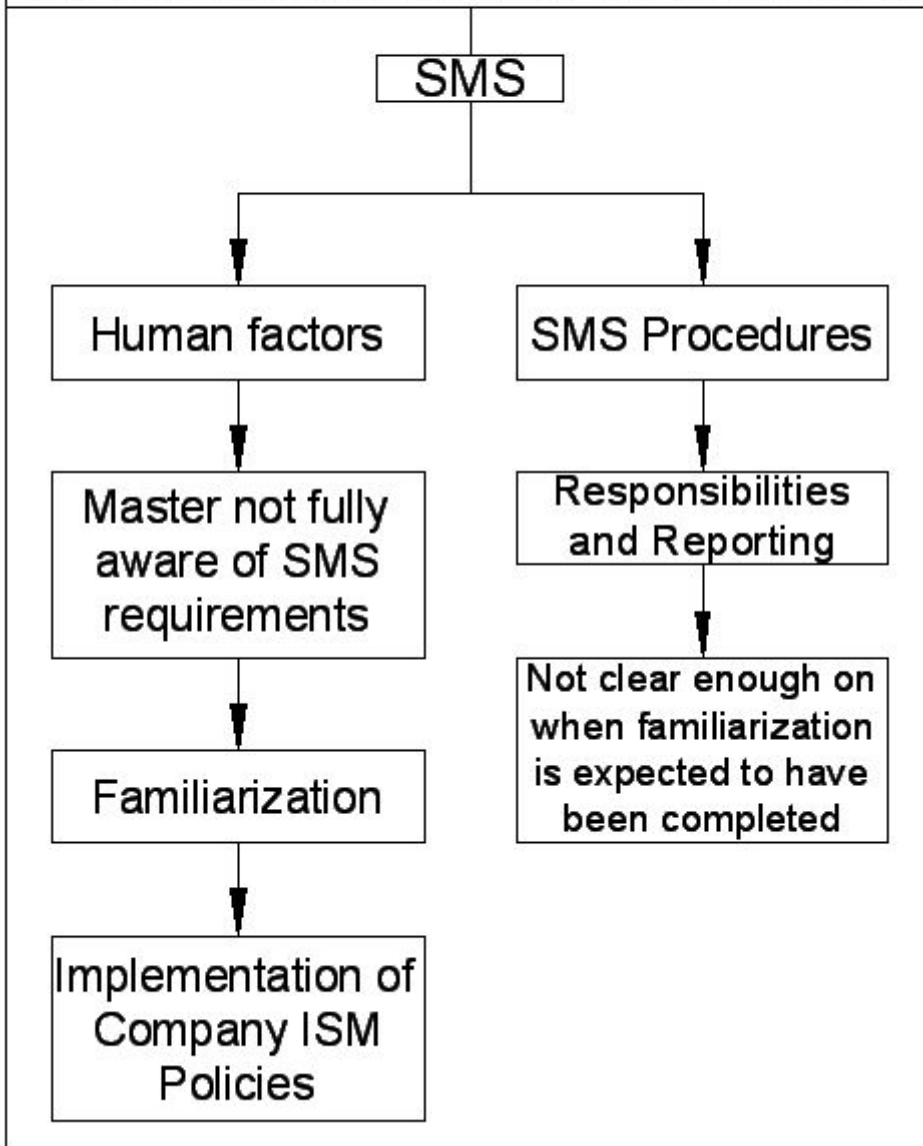 SMS
Human factors
SMS Procedures
Master not fully
aware of SMS
requirements
Responsibilities
and Reporting
Familiarization
Not clear enough on
when familiarization
is expected to have
been completed
Implementation of
Company ISM
Policies